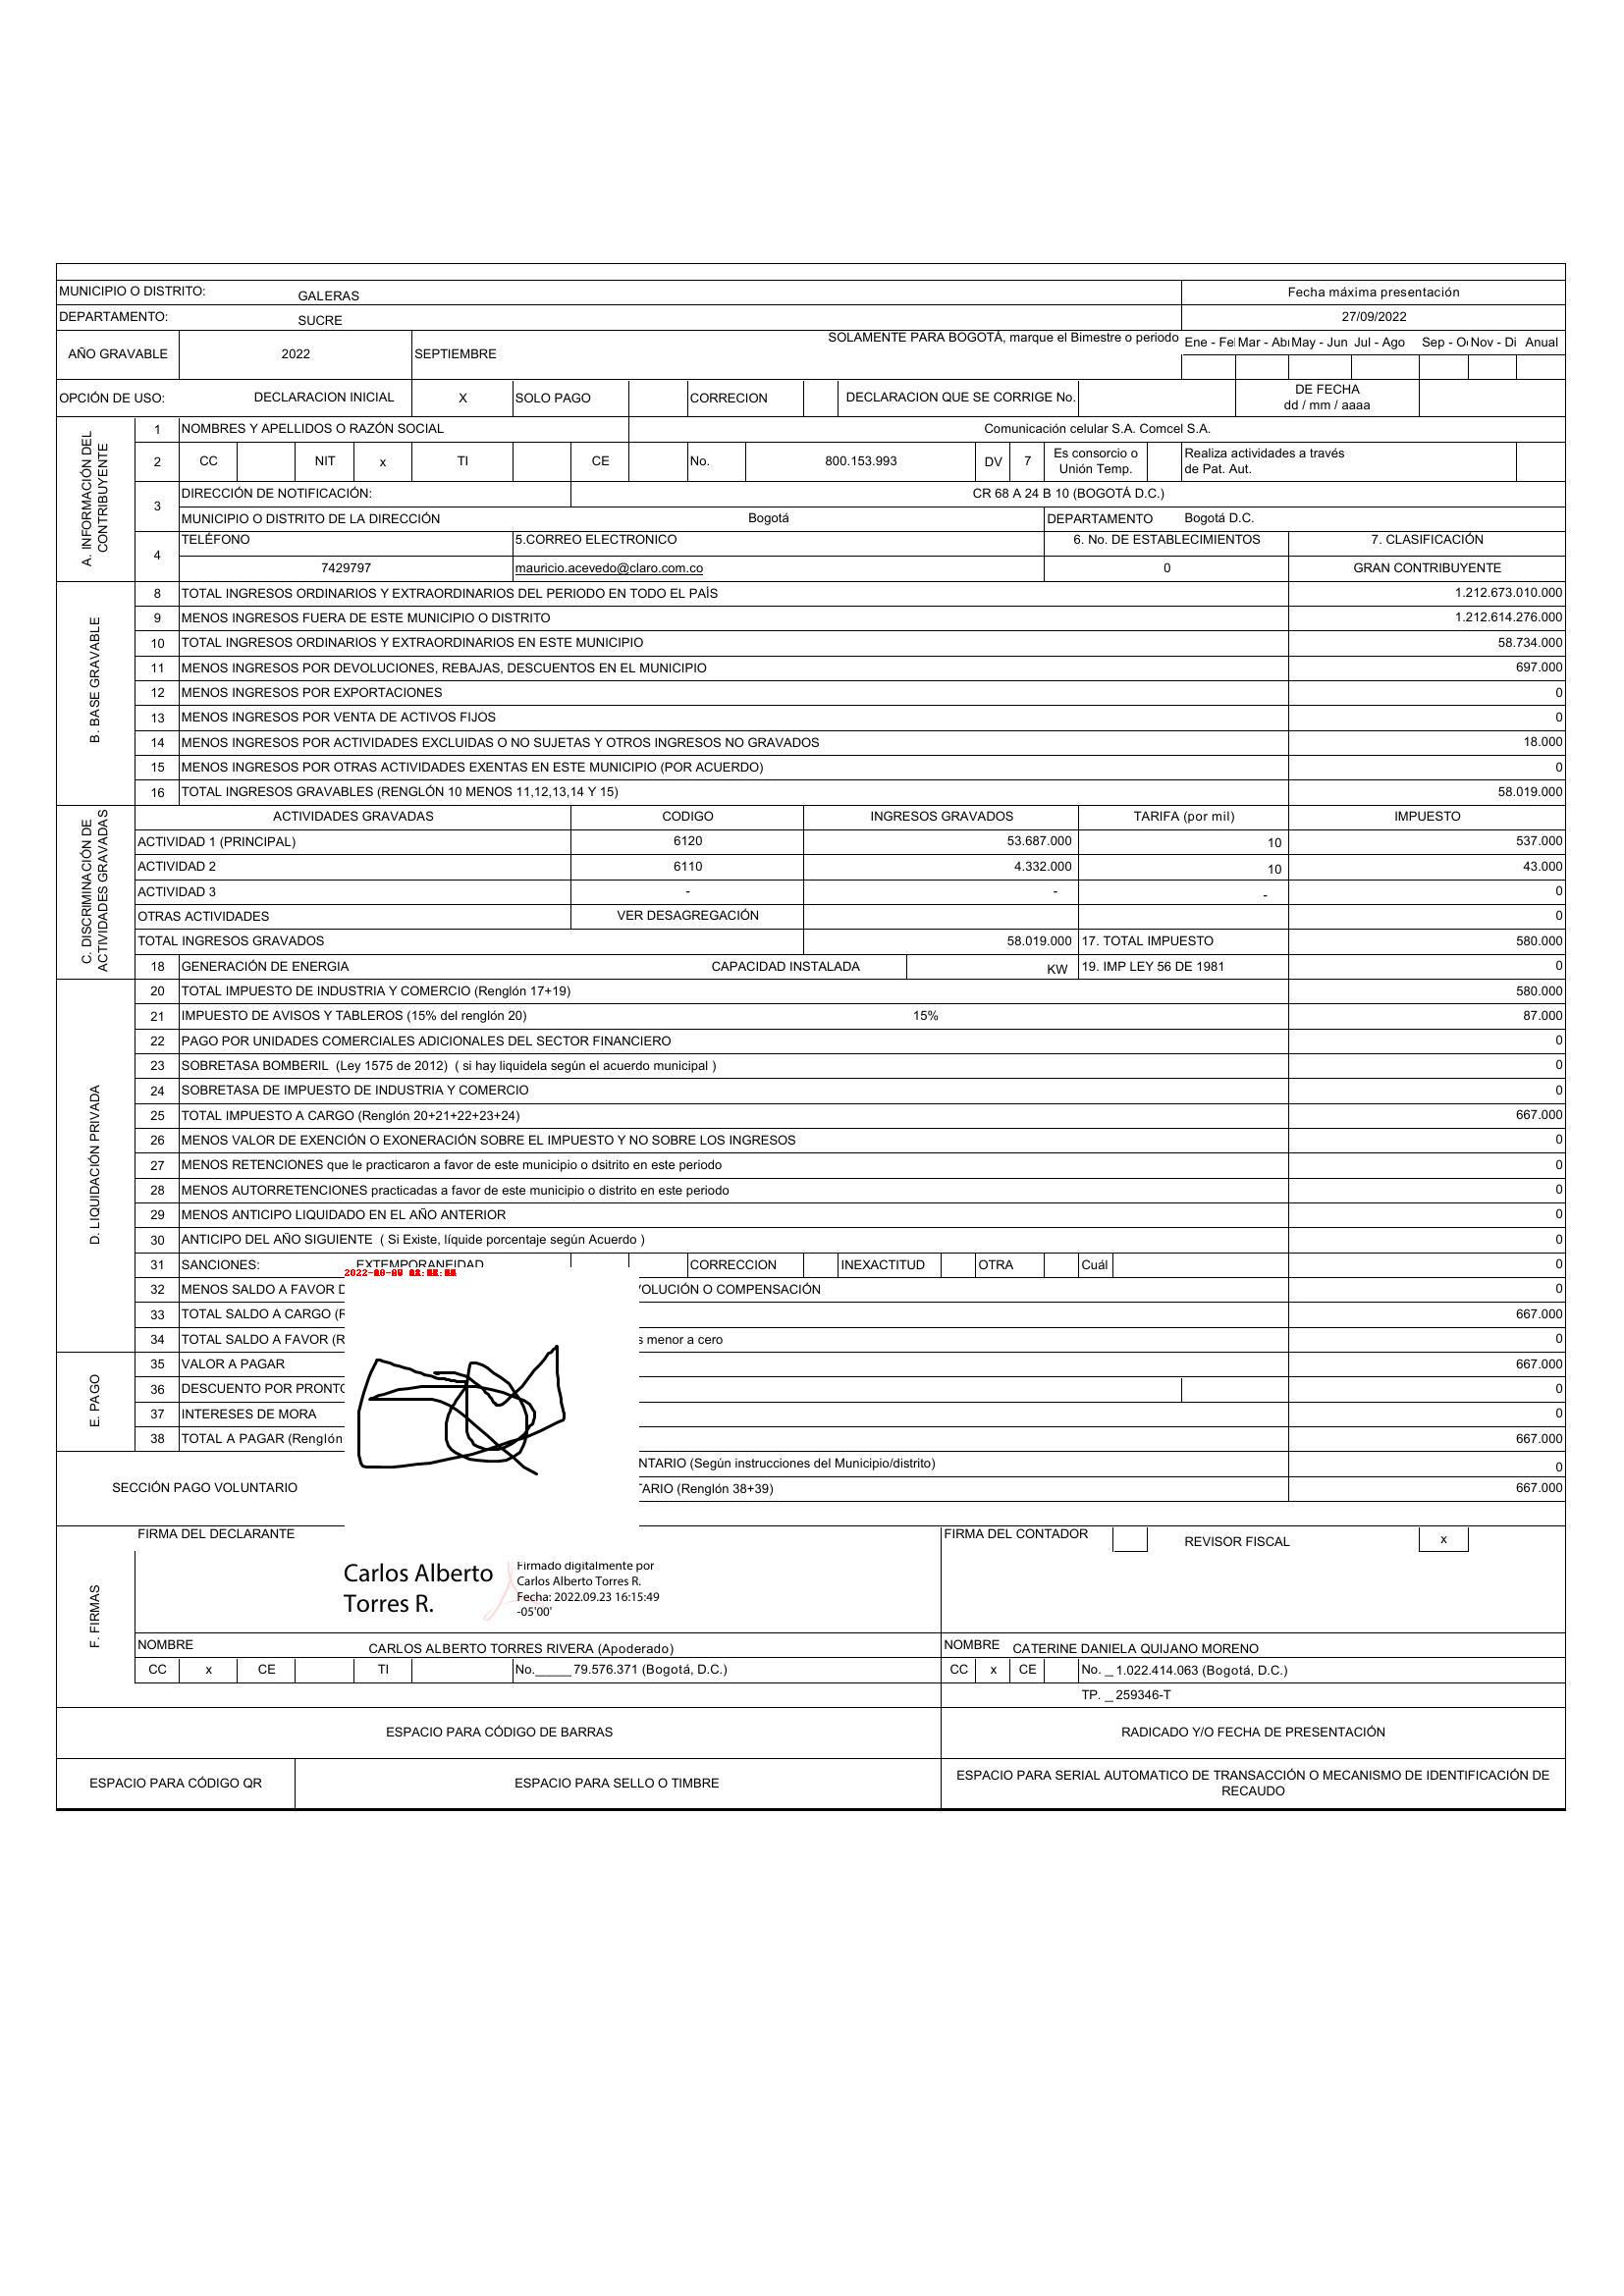 MUNICIPIO O DISTRITO: GALERAS Fecha máxima presentación
DEPARTAMENTO: SUCRE 27/09/2022
AÑO GRAVABLE 2022 SEPTIEMBRE SOLAMENTE PARA BOGOTÁ, marque el Bimestre o periodo Ene - Fe Mar - Ab May - Jun Jul - Ago Sep - O Nov - Di Anual
OPCIÓN DE USO: DECLARACION INICIAL X SOLO PAGO CORRECION DECLARACION QUE SE CORRIGE No. DE FECHA
dd / mm / aaaa
A. INFORMACIÓN DEL
CONTRIBUYENTE
1 NOMBRES Y APELLIDOS O RAZÓN SOCIAL Comunicación celular S.A. Comcel S.A.
2 CC NIT x TI CE No. 800.153.993 DV 7 Es consorcio o
Unión Temp.
Realiza actividades a través
de Pat. Aut.
3 DIRECCIÓN DE NOTIFICACIÓN: CR 68 A 24 B 10 (BOGOTÁ D.C.)
MUNICIPIO O DISTRITO DE LA DIRECCIÓN Bogotá DEPARTAMENTO Bogotá D.C.
4 TELÉFONO 5.CORREO ELECTRONICO 6. No. DE ESTABLECIMIENTOS 7. CLASIFICACIÓN
7429797 mauricio.acevedo@claro.com.co 0 GRAN CONTRIBUYENTE
B. BASE GRAVABLE
8 TOTAL INGRESOS ORDINARIOS Y EXTRAORDINARIOS DEL PERIODO EN TODO EL PAÌS 1.212.673.010.000
9 MENOS INGRESOS FUERA DE ESTE MUNICIPIO O DISTRITO 1.212.614.276.000
10 TOTAL INGRESOS ORDINARIOS Y EXTRAORDINARIOS EN ESTE MUNICIPIO 58.734.000
11 MENOS INGRESOS POR DEVOLUCIONES, REBAJAS, DESCUENTOS EN EL MUNICIPIO 697.000
12 MENOS INGRESOS POR EXPORTACIONES 0
13 MENOS INGRESOS POR VENTA DE ACTIVOS FIJOS 0
14 MENOS INGRESOS POR ACTIVIDADES EXCLUIDAS O NO SUJETAS Y OTROS INGRESOS NO GRAVADOS 18.000
15 MENOS INGRESOS POR OTRAS ACTIVIDADES EXENTAS EN ESTE MUNICIPIO (POR ACUERDO) 0
16 TOTAL INGRESOS GRAVABLES (RENGLÓN 10 MENOS 11,12,13,14 Y 15) 58.019.000
C. DISCRIMINACIÓN DE
ACTIVIDADES GRAVADAS
ACTIVIDADES GRAVADAS CODIGO INGRESOS GRAVADOS TARIFA (por mil) IMPUESTO
ACTIVIDAD 1 (PRINCIPAL) 6120 53.687.000 10 537.000
ACTIVIDAD 2 6110 4.332.000 10 43.000
ACTIVIDAD 3 - - - 0
OTRAS ACTIVIDADES VER DESAGREGACIÓN 0
TOTAL INGRESOS GRAVADOS 58.019.000 17. TOTAL IMPUESTO 580.000
18 GENERACIÓN DE ENERGIA CAPACIDAD INSTALADA KW 19. IMP LEY 56 DE 1981 0
D. LIQUIDACIÓN PRIVADA
20 TOTAL IMPUESTO DE INDUSTRIA Y COMERCIO (Renglón 17+19) 580.000
21 IMPUESTO DE AVISOS Y TABLEROS (15% del renglón 20) 15% 87.000
22 PAGO POR UNIDADES COMERCIALES ADICIONALES DEL SECTOR FINANCIERO 0
23 SOBRETASA BOMBERIL (Ley 1575 de 2012) ( si hay liquidela según el acuerdo municipal ) 0
24 SOBRETASA DE IMPUESTO DE INDUSTRIA Y COMERCIO 0
25 TOTAL IMPUESTO A CARGO (Renglón 20+21+22+23+24) 667.000
26 MENOS VALOR DE EXENCIÓN O EXONERACIÓN SOBRE EL IMPUESTO Y NO SOBRE LOS INGRESOS 0
27 MENOS RETENCIONES que le practicaron a favor de este municipio o dsitrito en este periodo 0
28 MENOS AUTORRETENCIONES practicadas a favor de este municipio o distrito en este periodo 0
29 MENOS ANTICIPO LIQUIDADO EN EL AÑO ANTERIOR 0
30 ANTICIPO DEL AÑO SIGUIENTE ( Si Existe, líquide porcentaje según Acuerdo ) 0
31 SANCIONES: EXTEMPORANEIDAD CORRECCION INEXACTITUD OTRA Cuál 0
32 MENOS SALDO A FAVOR D OLUCIÓN O COMPENSACIÓN 0
33 TOTAL SALDO A CARGO (R 667.000
34 TOTAL SALDO A FAVOR (R s menor a cero 0
E. PAGO
35 VALOR A PAGAR 667.000
36 DESCUENTO POR PRONTO 0
37 INTERESES DE MORA 0
38 TOTAL A PAGAR (Renglón 667.000
SECCIÓN PAGO VOLUNTARIO
NTARIO (Según instrucciones del Municipio/distrito) 0
TARIO (Renglón 38+39) 667.000
F. FIRMAS
FIRMA DEL DECLARANTE FIRMA DEL CONTADOR REVISOR FISCAL x
Carlos Alberto
Torres R.
Firmado digitalmente por
Carlos Alberto Torres R.
Fecha: 2022.09.23 16:15:49
-05'00'
NOMBRE CARLOS ALBERTO TORRES RIVERA (Apoderado) NOMBRE CATERINE DANIELA QUIJANO MORENO
CC x CE TI No._____ 79.576.371 (Bogotá, D.C.) CC x CE No. _ 1.022.414.063 (Bogotá, D.C.)
TP. _ 259346-T
ESPACIO PARA CÓDIGO DE BARRAS RADICADO Y/O FECHA DE PRESENTACIÓN
ESPACIO PARA CÓDIGO QR ESPACIO PARA SELLO O TIMBRE ESPACIO PARA SERIAL AUTOMATICO DE TRANSACCIÓN O MECANISMO DE IDENTIFICACIÓN DE
RECAUDO